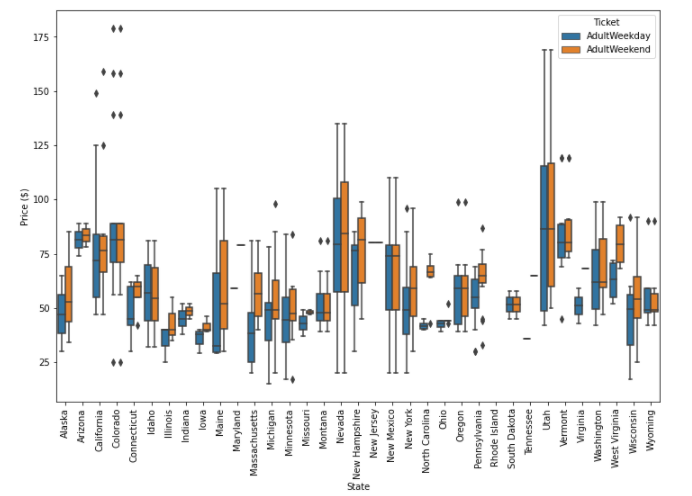 Ticket
AdultWeekday
AdultWeekend
175
150
125
100
75
50
25
Price ($)
Alaska
Arizona
California
Colorado
Connecticut
Idaho
Illinois
Indiana
Iowa
Maine
Maryland
Massachusetts
Michigan
Minnesota
Missouri
Montana
Nevada
New Hampshire
New Jersey
New Mexico
New York
North Carolina
Ohio
Oregon
Pennsylvania
Rhode Island
South Dakota
Tennessee
Utah
Vermont
Virginia
Washington
West Virginia
Wisconsin
Wyoming
State